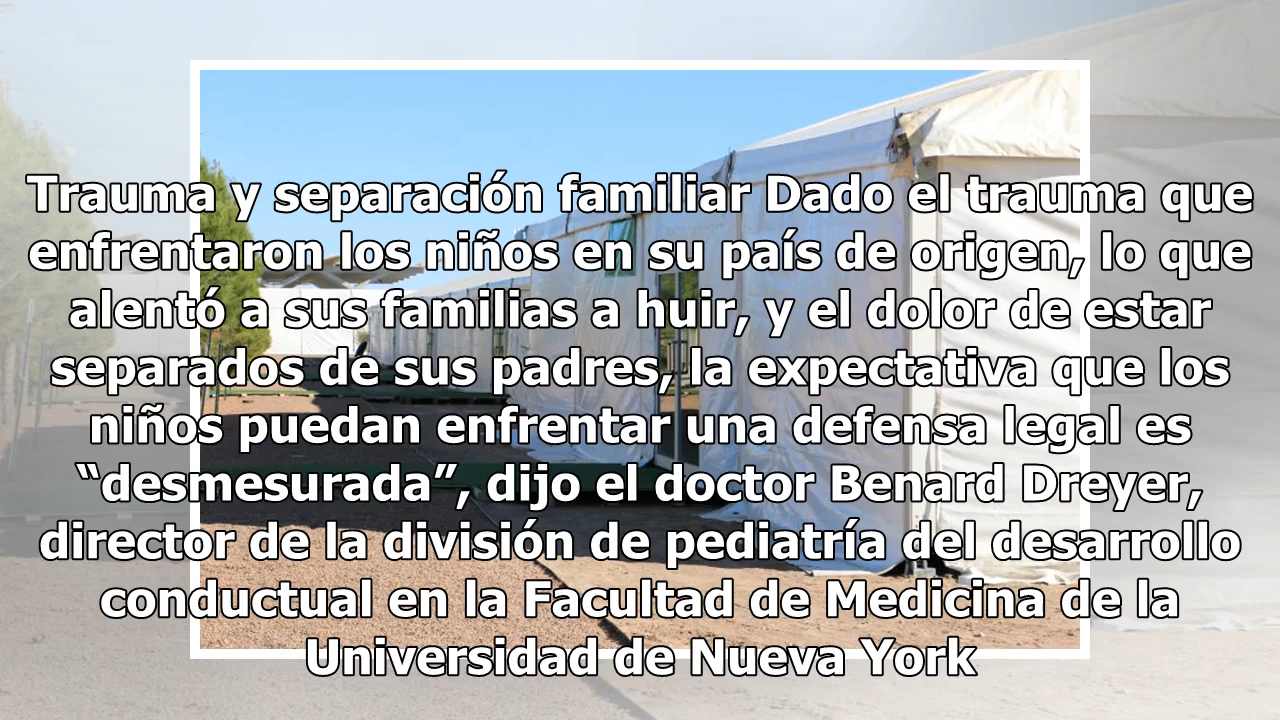 Trauma y separación familiar Dado el trauma que
enfrentaron los niños en su país de origen, lo que
alentó a sus familias a huir, y el dolor de estar
separados de sus padres, la expectativa que los
niños puedan enfrentar una defensa legal es
“desmesurada”, dijo el doctor Benard Dreyer,
director de la división de pediatría del desarrollo
conductual en la Facultad de Medicina de la
Universidad de Nueva York